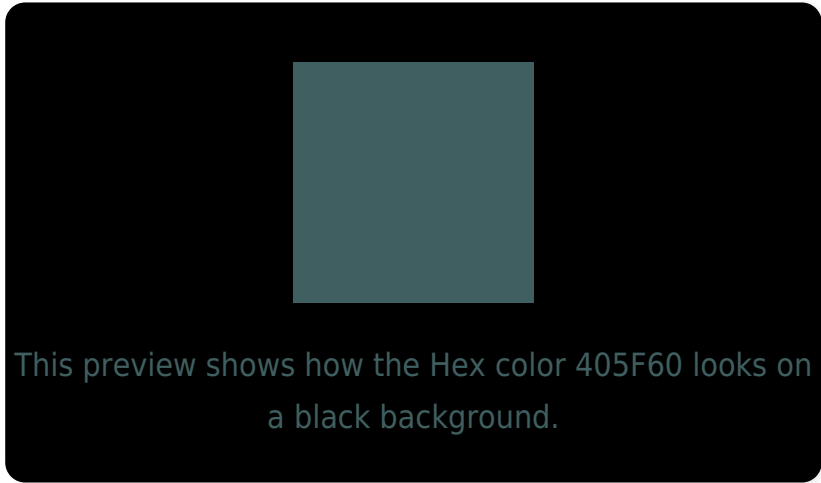 This preview shows how the Hex color 405F60 looks on
a black background.